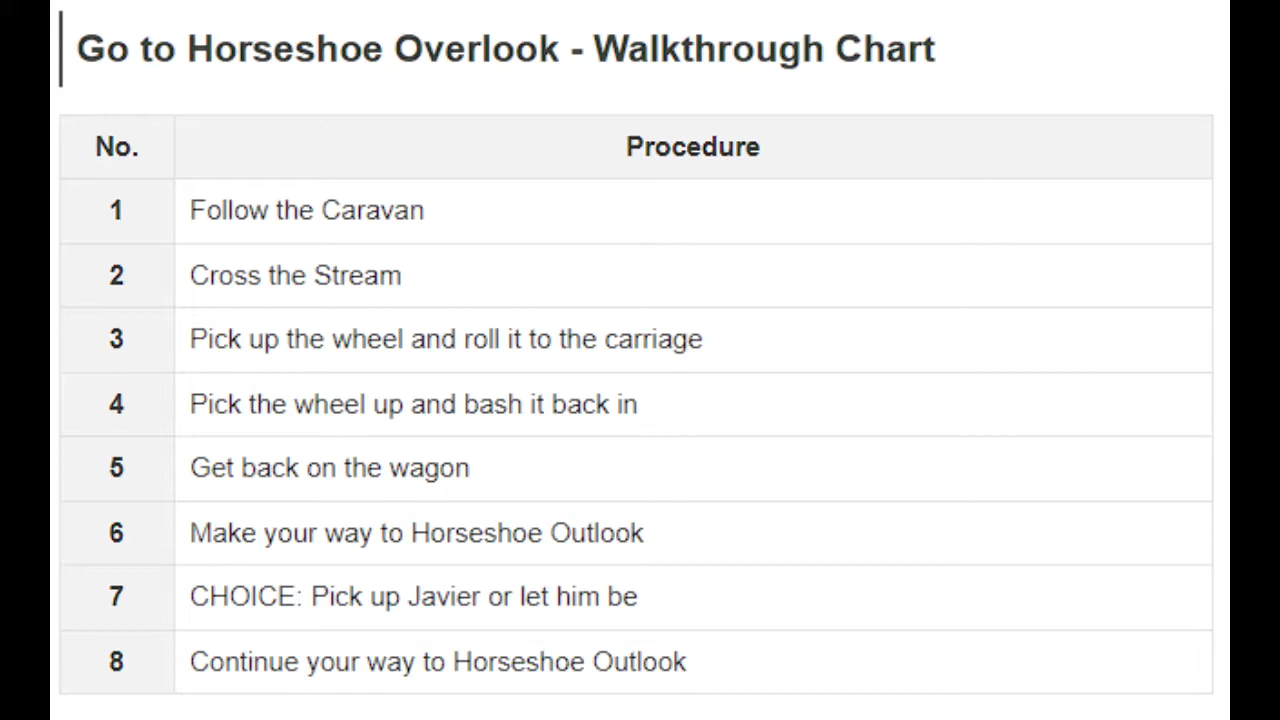 Go to Horseshoe Overlook - Walkthrough Chart
No. Procedure
1 Follow the Caravan
2 Cross the Stream
3 Pick up the wheel and roll it to the carriage
4 Pick the wheel up and bash it back in
5 Get back on the wagon
6 Make your way to Horseshoe Outlook
7 CHOICE: Pick up Javier or let him be
8 Continue your way to Horseshoe Outlook